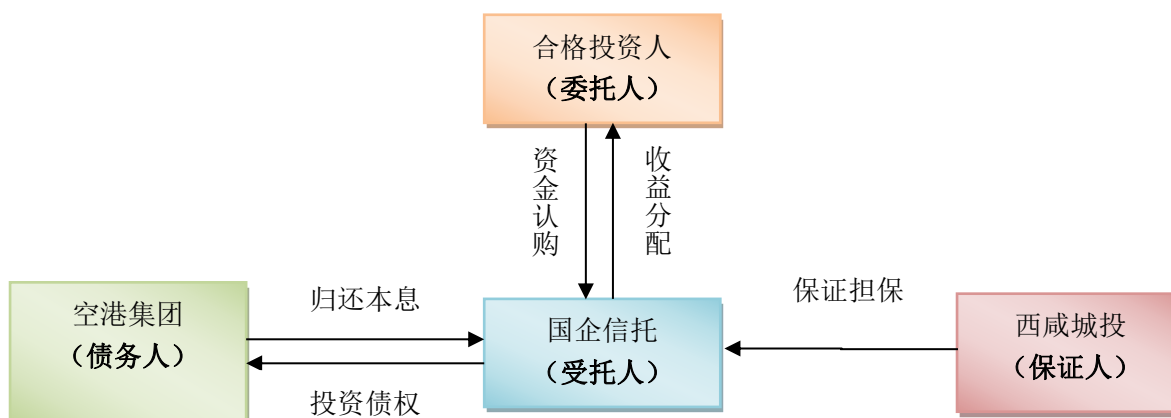 合格投资人
（委托人）
资金认购
收益分配
空港集团
（债务人）
归还本息
投资债权
国企信托
（受托人）
保证担保
西咸城投
（保证人）